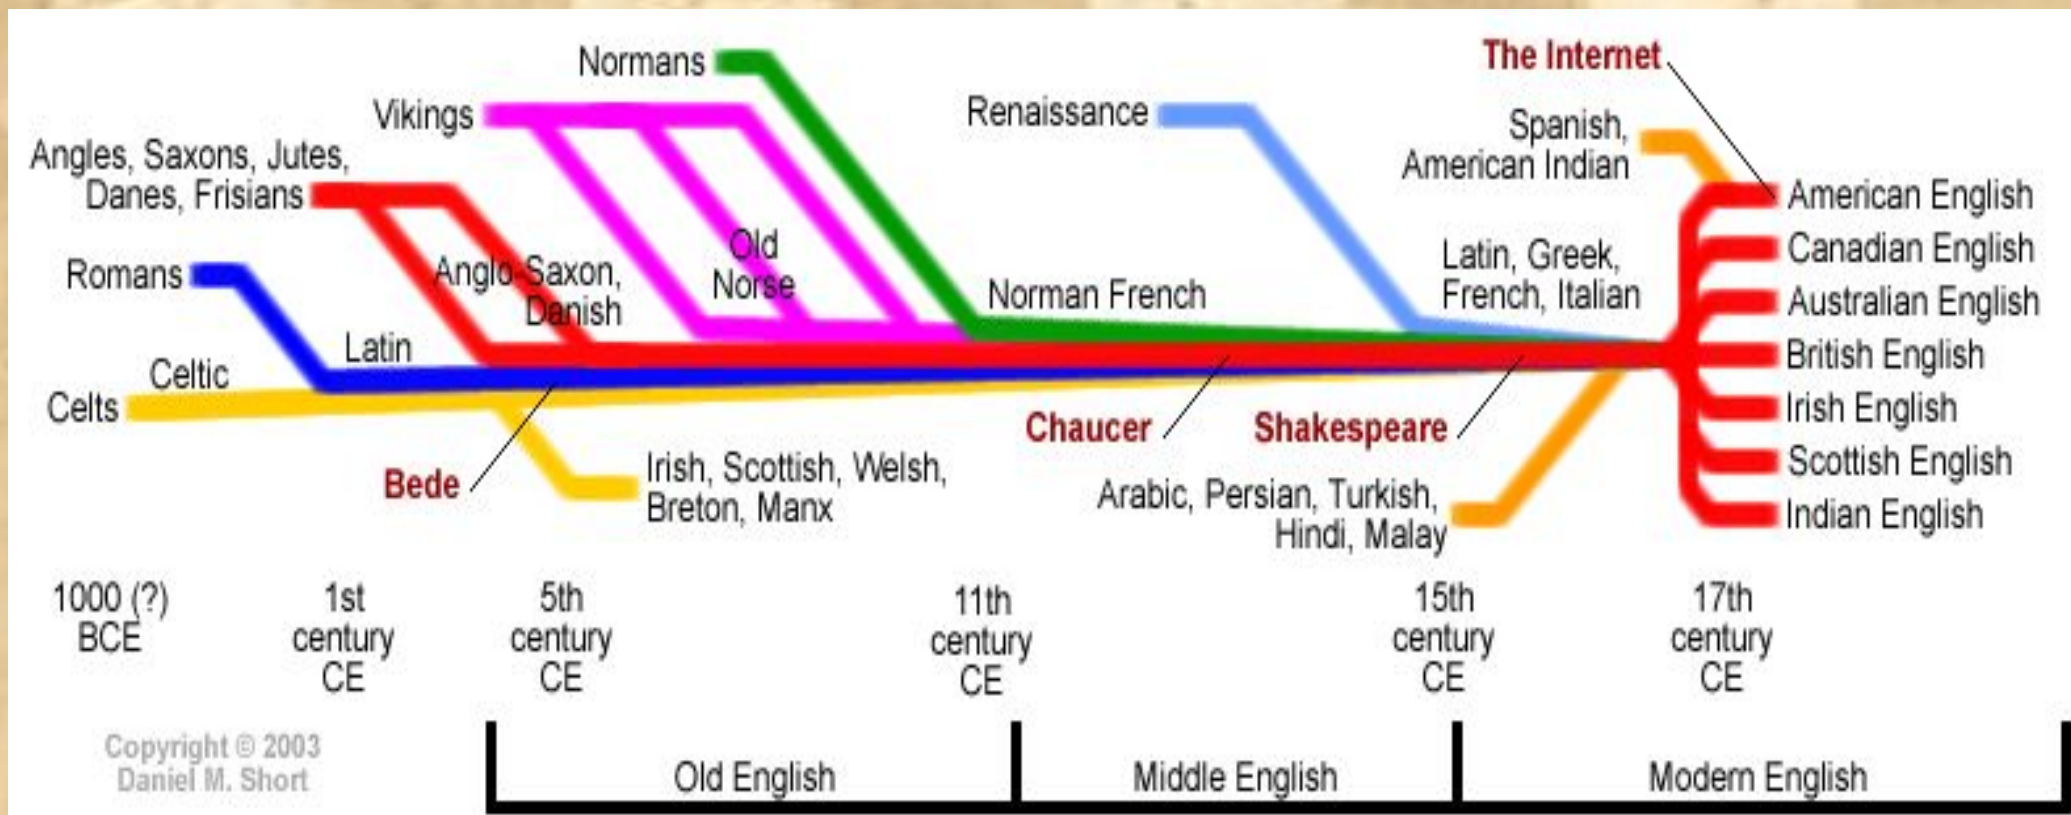 Normans
Vikings
Angles, Saxons, Jutes,
Danes, Frisians
Romans
Celts
Celtic
Latin
Anglo-Saxon,
Danish
Old
Norse
Norman French
Renaissance
Latin, Greek,
French, Italian
The Internet
Spanish,
American Indian
American English
Canadian English
Australian English
British English
Irish English
Scottish English
Indian English
Bede
Irish, Scottish, Welsh,
Breton, Manx
Chaucer
Shakespeare
Arabic, Persian, Turkish,
Hindi, Malay
1000 (?)
BCE
1st
century
CE
5th
century
CE
11th
century
CE
15th
century
CE
17th
century
CE
Copyright © 2003
Daniel M. Short
Old English
Middle English
Modern English